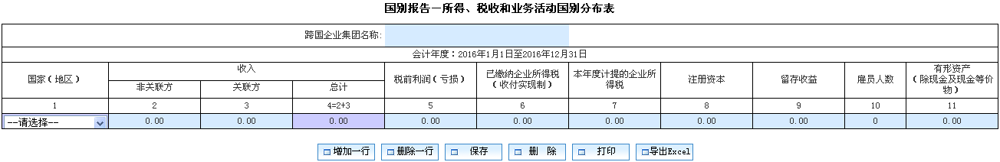 国别报告－所得、税收和业务活动国别分布表
跨国企业集团名称:
会计年度：2016年1月1日至2016年12月31日
国家（地区） 收入 税前利润（亏损） 已缴纳企业所得税（收付实现制） 本年度计提的企业所得税 注册资本 留存收益 雇员人数 有形资产（除现金及现金等价物）
非关联方 关联方 总计
1 2 3 4=2+3 5 6 7 8 9 10 11
--请选择-- 0.00 0.00 0.00 0.00 0.00 0.00 0.00 0.00 0 0.00
增加一行 删除一行 保存 删 除 打印 导出Excel